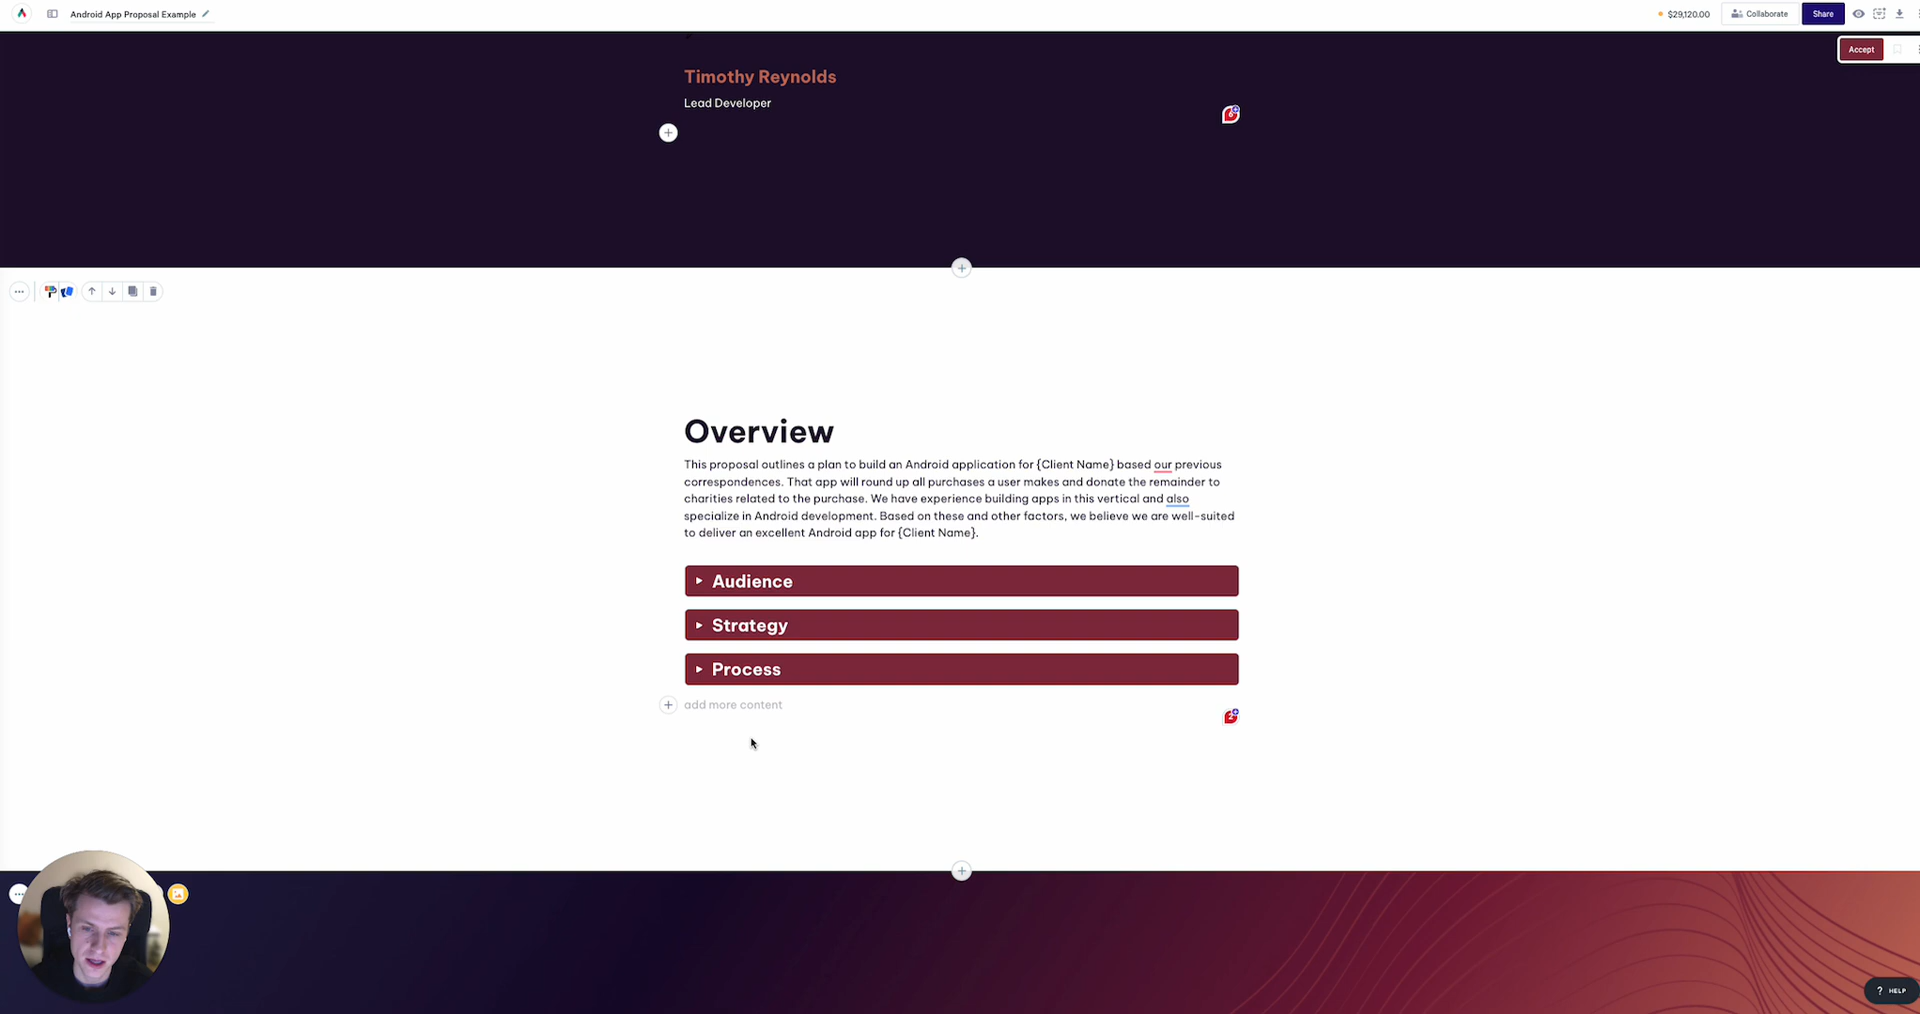 Android App Proposal Example
$29,120.00
Collaborate
Share
Accept
Timothy Reynolds
Lead Developer
6
Overview
This proposal outlines a plan to build an Android application for {Client Name} based our previous
correspondences. That app will round up all purchases a user makes and donate the remainder to
charities related to the purchase. We have experience building apps in this vertical and also
specialize in Android development. Based on these and other factors, we believe we are well-suited
to deliver an excellent Android app for {Client Name}.
Audience
Strategy
Process
add more content
2
? HELP